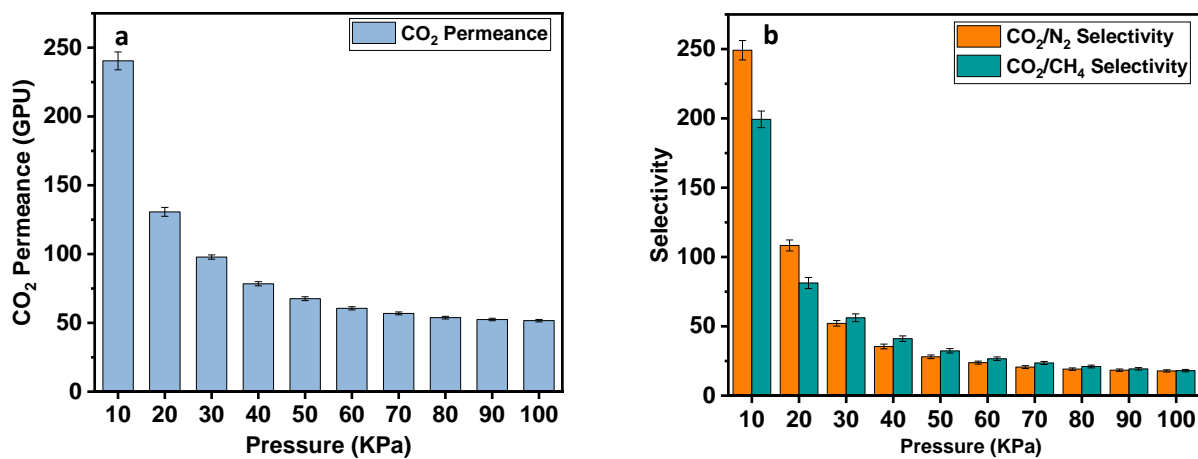 a
CO₂ Permeance
250
200
150
100
50
0
CO₂ Permeance (GPU)
10 20 30 40 50 60 70 80 90 100
Pressure (KPa)
b
CO₂/N₂ Selectivity
CO₂/CH₄ Selectivity
250
200
150
100
50
0
Selectivity
10 20 30 40 50 60 70 80 90 100
Pressure (KPa)